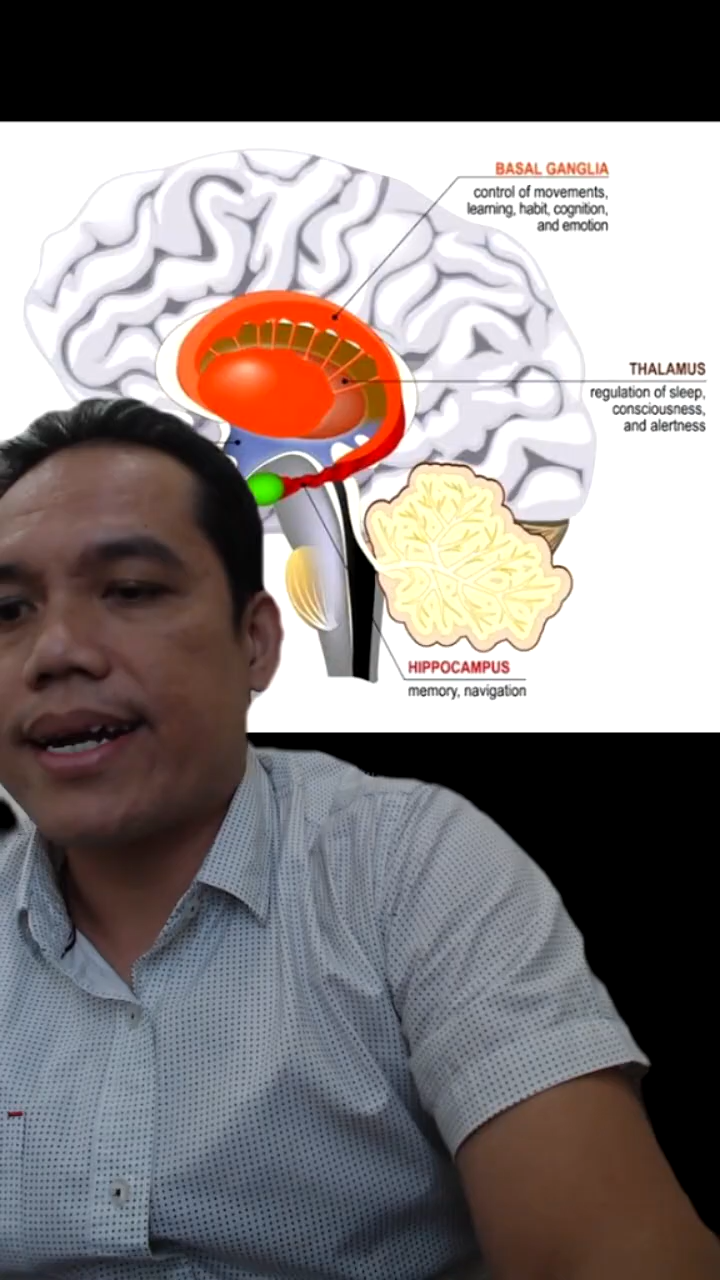 BASAL GANGLIA
control of movements,
learning, habit, cognition,
and emotion
THALAMUS
regulation of sleep,
consciousness,
and alertness
HIPPOCAMPUS
memory, navigation